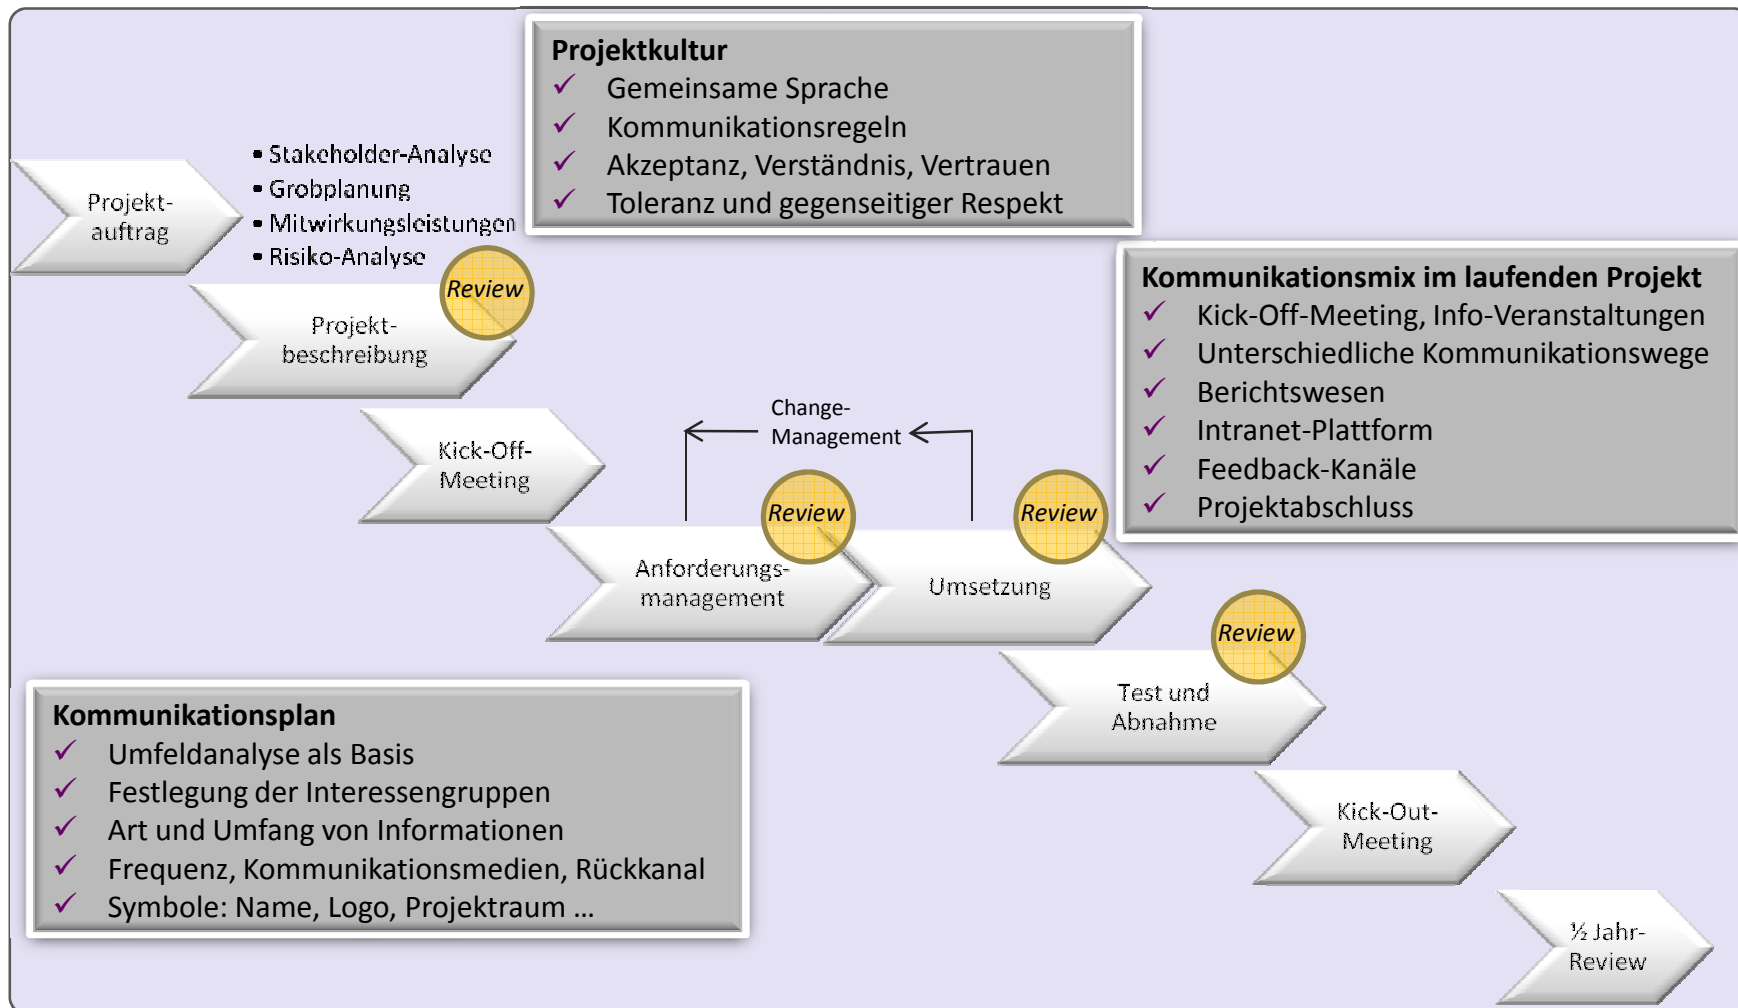 Projektkultur
✓ Gemeinsame Sprache
✓ Kommunikationsregeln
✓ Akzeptanz, Verständnis, Vertrauen
✓ Toleranz und gegenseitiger Respekt
Projekt-
auftrag
▪ Stakeholder-Analyse
▪ Grobplanung
▪ Mitwirkungsleistungen
▪ Risiko-Analyse
Review
Projekt-
beschreibung
Kommunikationsmix im laufenden Projekt
✓ Kick-Off-Meeting, Info-Veranstaltungen
✓ Unterschiedliche Kommunikationswege
✓ Berichtswesen
✓ Intranet-Plattform
✓ Feedback-Kanäle
✓ Projektabschluss
Kick-Off-
Meeting
Change-
Management
Review
Anforderungs-
management
Review
Umsetzung
Review
Test und
Abnahme
Kommunikationsplan
✓ Umfeldanalyse als Basis
✓ Festlegung der Interessengruppen
✓ Art und Umfang von Informationen
✓ Frequenz, Kommunikationsmedien, Rückkanal
✓ Symbole: Name, Logo, Projektraum ...
Kick-Out-
Meeting
½ Jahr-
Review